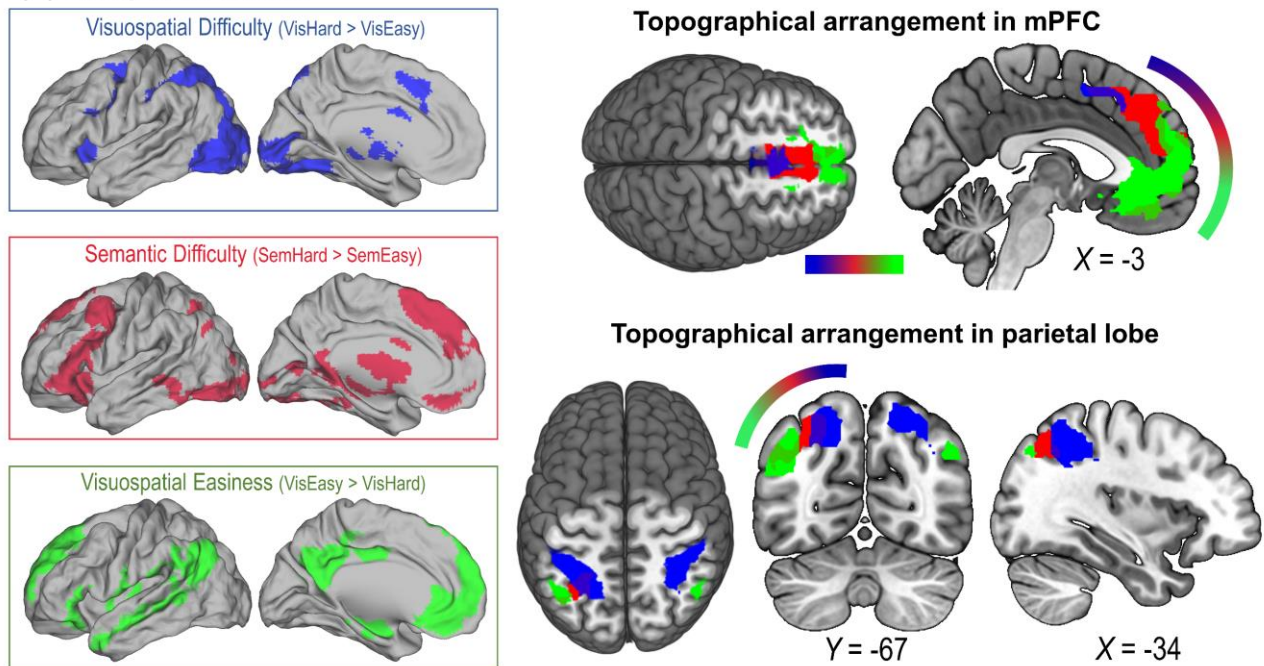 Visuospatial Difficulty (VisHard > VisEasy)
Semantic Difficulty (SemHard > SemEasy)
Visuospatial Easiness (VisEasy > VisHard)
Topographical arrangement in mPFC
X = -3
Topographical arrangement in parietal lobe
Y = -67
X = -34